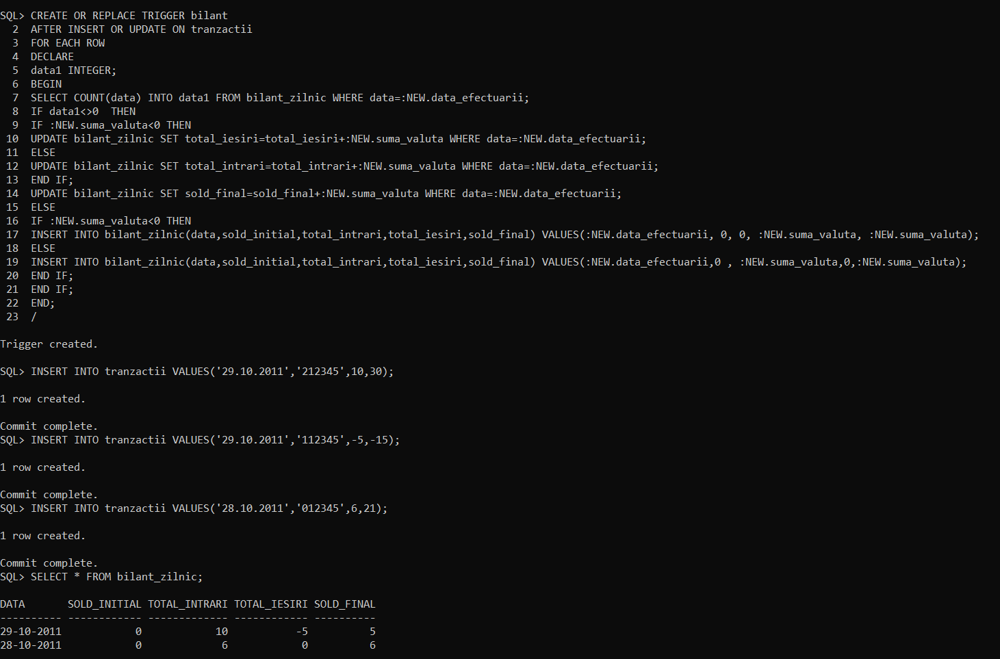 SQL> CREATE OR REPLACE TRIGGER bilant
  2  AFTER INSERT OR UPDATE ON tranzactii
  3  FOR EACH ROW
  4  DECLARE
  5  data1 INTEGER;
  6  BEGIN
  7  SELECT COUNT(data) INTO data1 FROM bilant_zilnic WHERE data=:NEW.data_efectuarii;
  8  IF data1<>0  THEN
  9  IF :NEW.suma_valuta<0 THEN
 10  UPDATE bilant_zilnic SET total_iesiri=total_iesiri+:NEW.suma_valuta WHERE data=:NEW.data_efectuarii;
 11  ELSE
 12  UPDATE bilant_zilnic SET total_intrari=total_intrari+:NEW.suma_valuta WHERE data=:NEW.data_efectuarii;
 13  END IF;
 14  UPDATE bilant_zilnic SET sold_final=sold_final+:NEW.suma_valuta WHERE data=:NEW.data_efectuarii;
 15  ELSE
 16  IF :NEW.suma_valuta<0 THEN
 17  INSERT INTO bilant_zilnic(data,sold_initial,total_intrari,total_iesiri,sold_final) VALUES(:NEW.data_efectuarii, 0, 0, :NEW.suma_valuta, :NEW.suma_valuta);
 18  ELSE
 19  INSERT INTO bilant_zilnic(data,sold_initial,total_intrari,total_iesiri,sold_final) VALUES(:NEW.data_efectuarii,0 , :NEW.suma_valuta,0,:NEW.suma_valuta);
 20  END IF;
 21  END IF;
 22  END;
 23  /

Trigger created.

SQL> INSERT INTO tranzactii VALUES('29.10.2011','212345',10,30);

1 row created.

Commit complete.
SQL> INSERT INTO tranzactii VALUES('29.10.2011','112345',-5,-15);

1 row created.

Commit complete.
SQL> INSERT INTO tranzactii VALUES('28.10.2011','012345',6,21);

1 row created.

Commit complete.
SQL> SELECT * FROM bilant_zilnic;

DATA       SOLD_INITIAL TOTAL_INTRARI TOTAL_IESIRI SOLD_FINAL
---------- ------------ ------------- ------------ ----------
29-10-2011            0            10           -5          5
28-10-2011            0             6            0          6